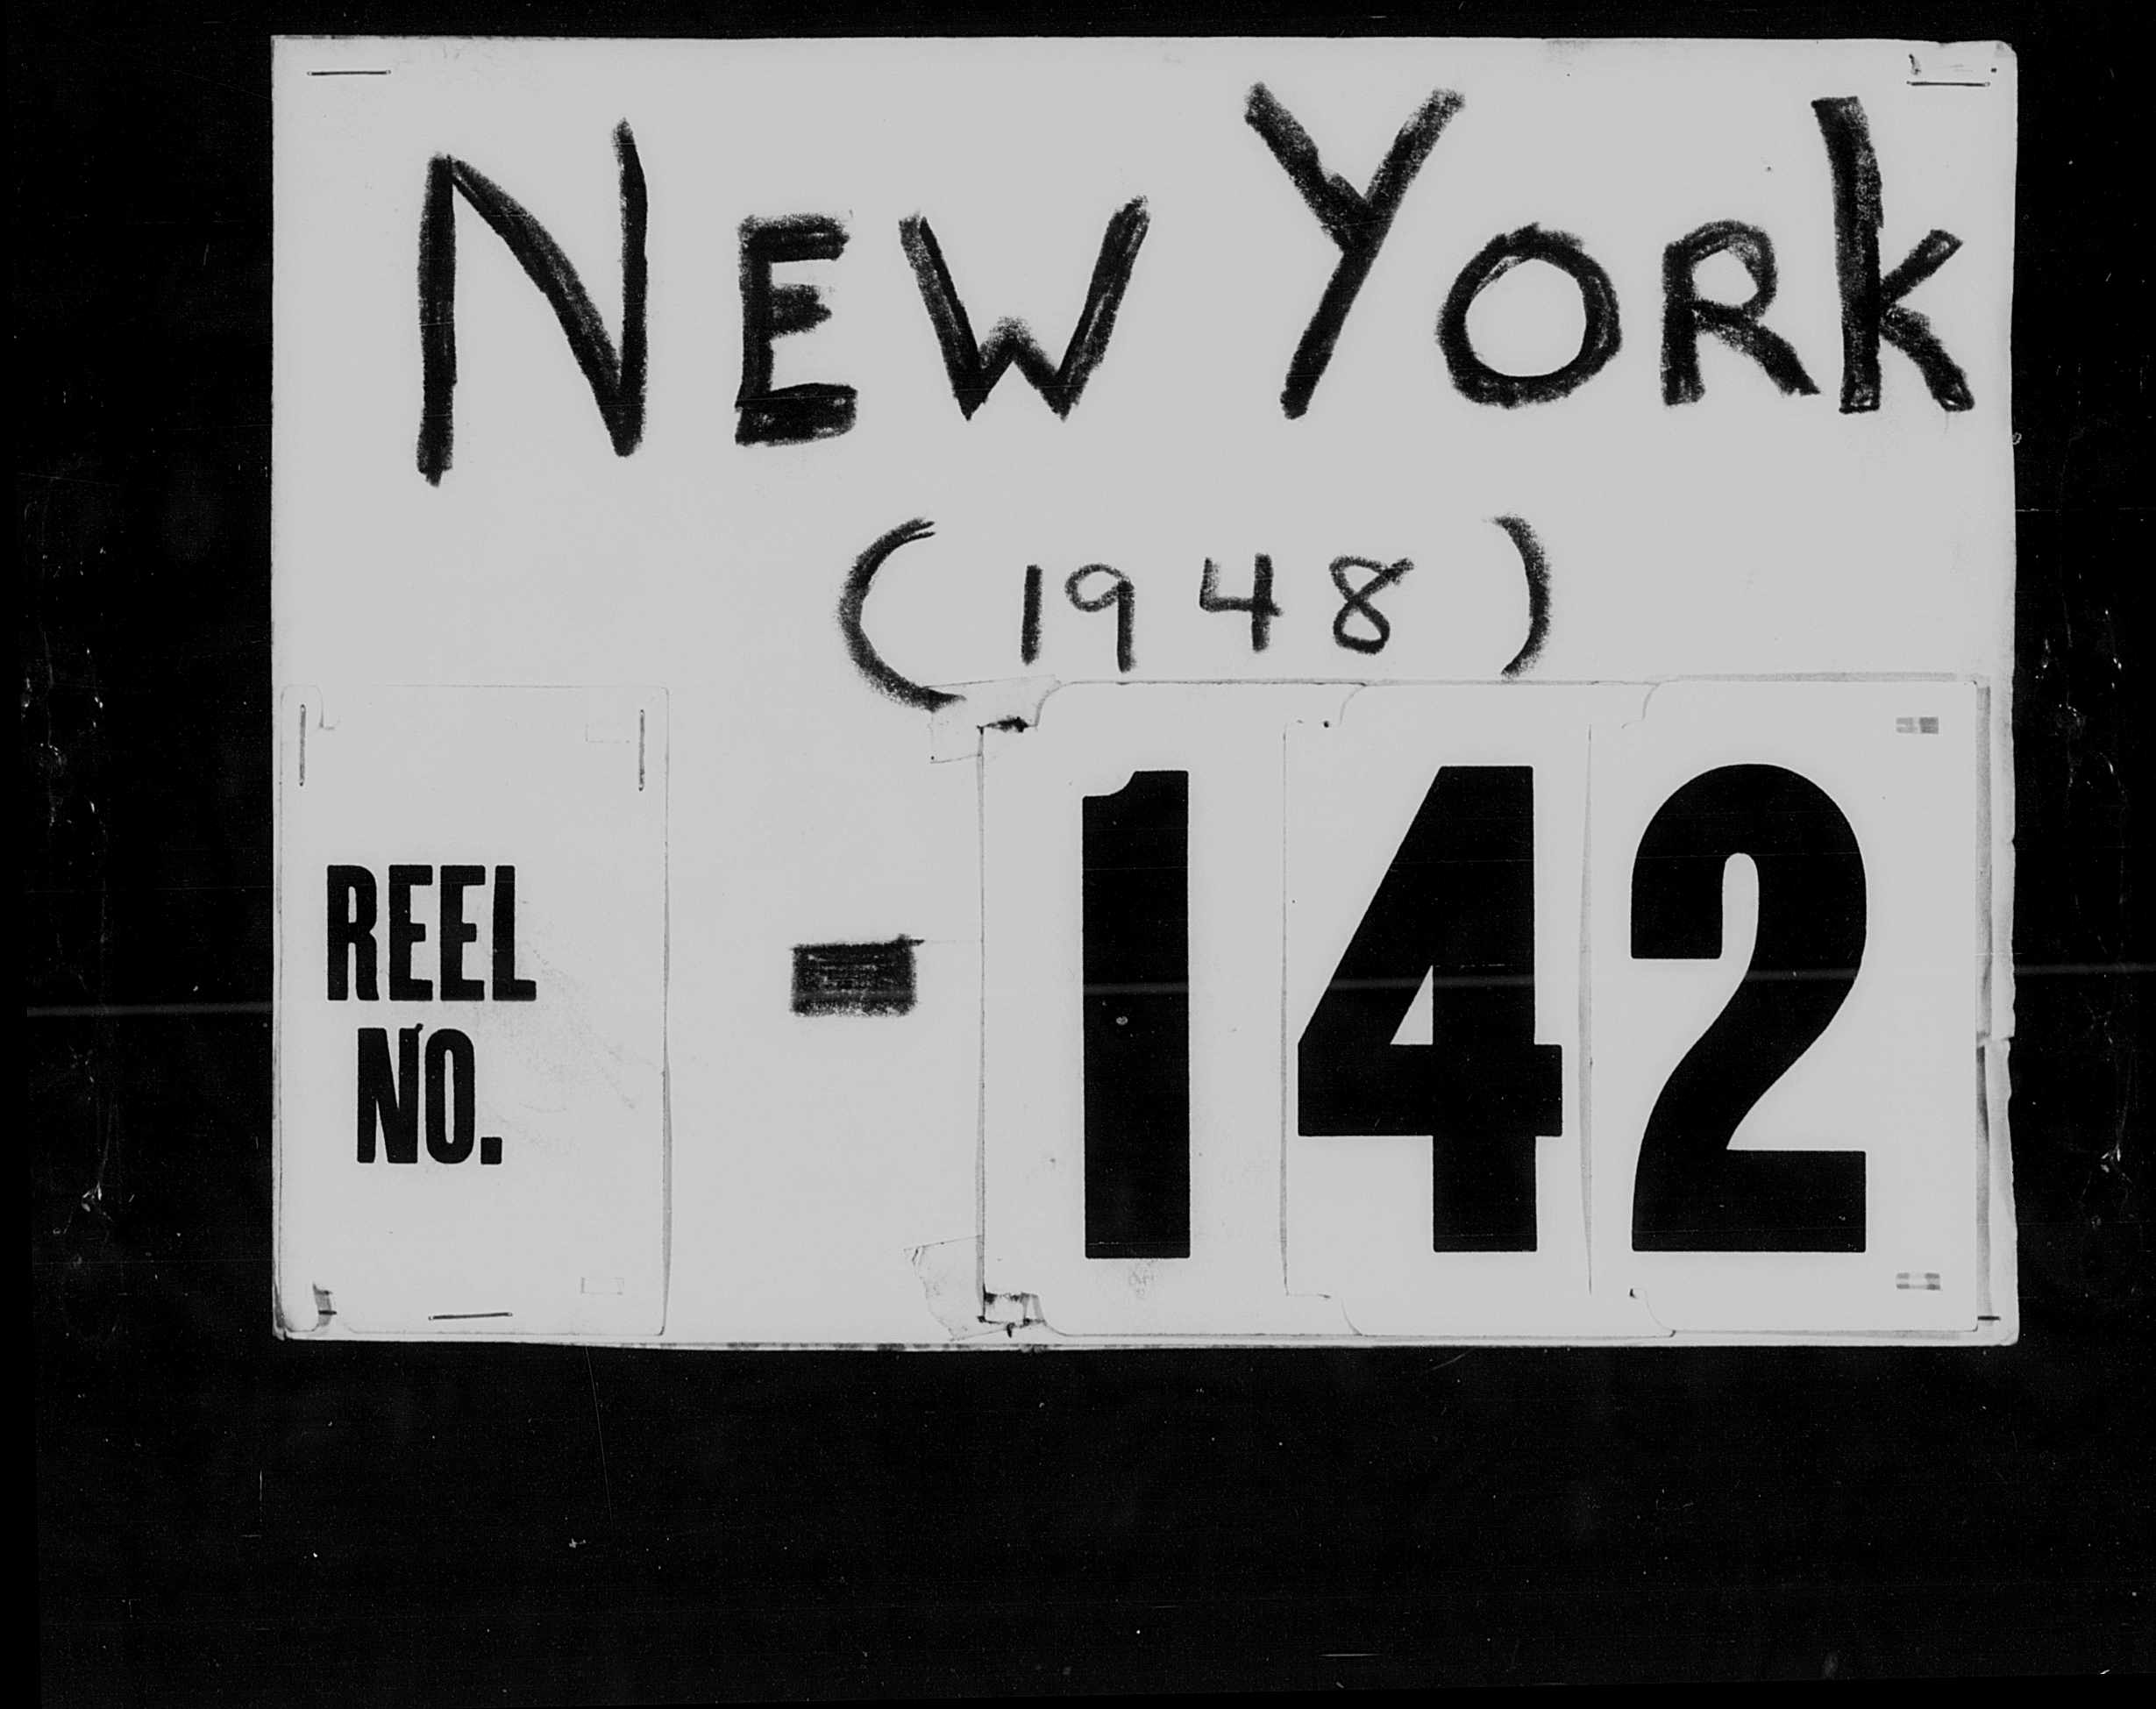 NEW YORK
(1948)
REEL
NO.
- 142